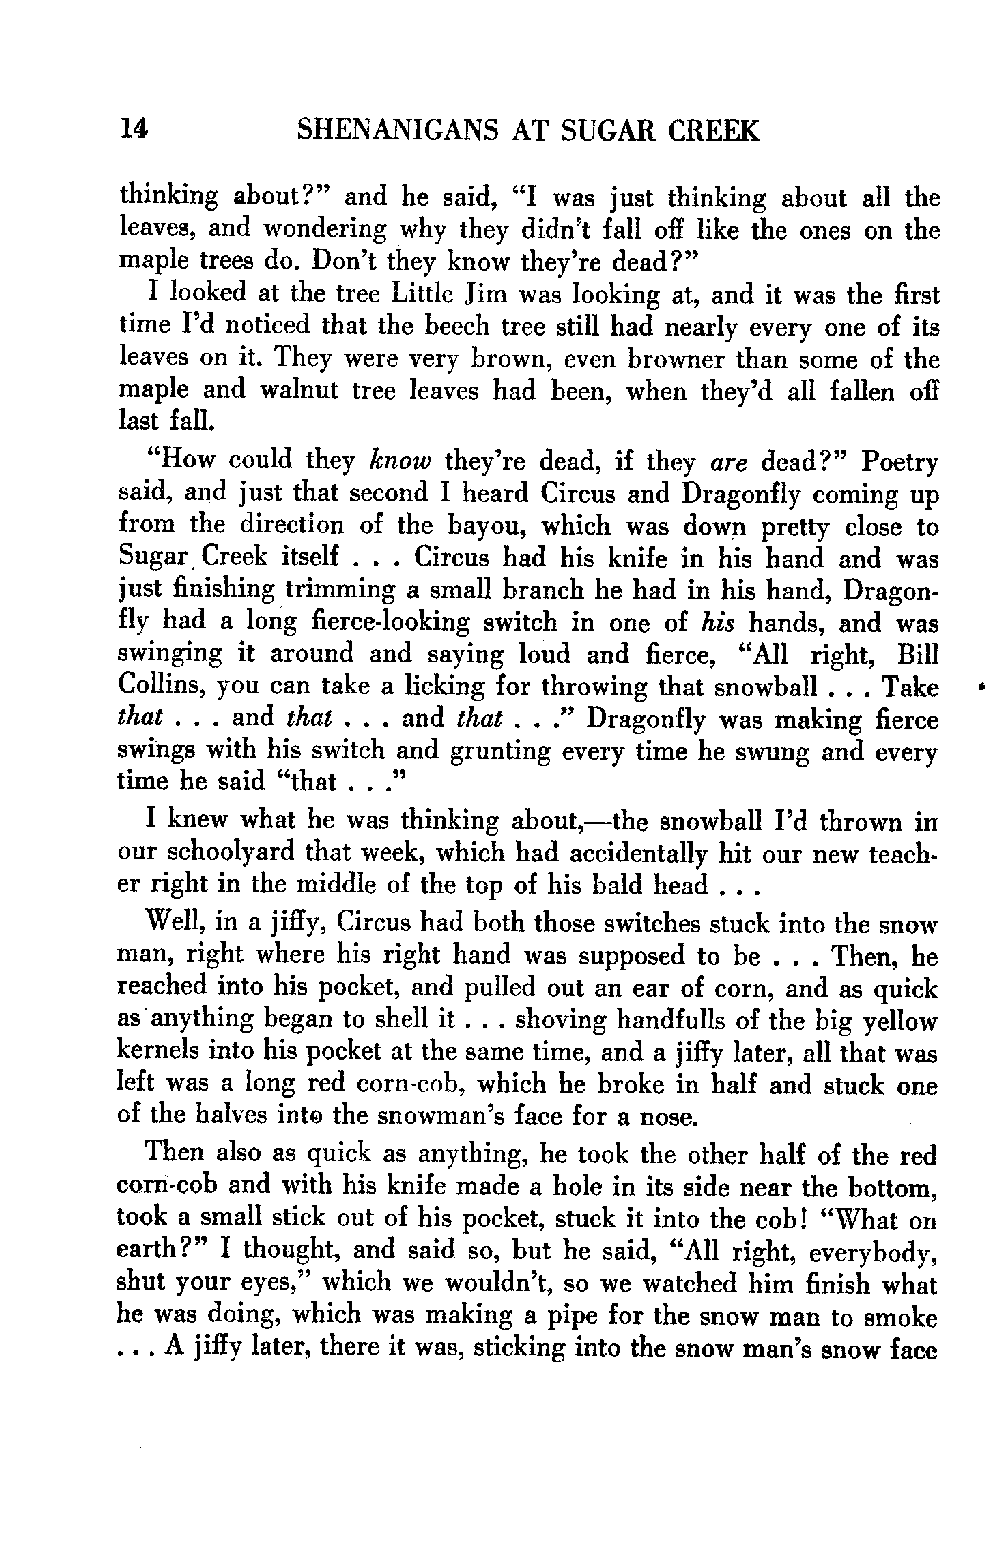 14 SHENANIGANS AT SUGAR CREEK
thinking about?” and he said, “I was just thinking about all the
leaves, and wondering why they didn't fall off like the ones on the
maple trees do. Don't they know they're dead?”
I looked at the tree Little Jim was looking at, and it was the first
time I'd noticed that the beech tree still had nearly every one of its
leaves on it. They were very brown, even browner than some of the
maple and walnut tree leaves had been, when they'd all fallen off
last fall.
“How could they know they're dead, if they are dead?” Poetry
said, and just that second I heard Circus and Dragonfly coming up
from the direction of the bayou, which was down pretty close to
Sugar Creek itself . . . Circus had his knife in his hand and was
just finishing trimming a small branch he had in his hand, Dragon-
fly had a long fierce-looking switch in one of his hands, and was
swinging it around and saying loud and fierce, “All right, Bill
Collins, you can take a licking for throwing that snowball . . . Take
that . . . and that . . . and that . . .” Dragonfly was making fierce
swings with his switch and grunting every time he swung and every
time he said “that . . .”
I knew what he was thinking about,—the snowball I'd thrown in
our schoolyard that week, which had accidentally hit our new teach-
er right in the middle of the top of his bald head . . .
Well, in a jiffy, Circus had both those switches stuck into the snow
man, right where his right hand was supposed to be . . . Then, he
reached into his pocket, and pulled out an ear of corn, and as quick
as anything began to shell it . . . shoving handfulls of the big yellow
kernels into his pocket at the same time, and a jiffy later, all that was
left was a long red corn-cob, which he broke in half and stuck one
of the halves into the snowman's face for a nose.
Then also as quick as anything, he took the other half of the red
corn-cob and with his knife made a hole in its side near the bottom,
took a small stick out of his pocket, stuck it into the cob! “What on
earth?” I thought, and said so, but he said, “All right, everybody,
shut your eyes,” which we wouldn't, so we watched him finish what
he was doing, which was making a pipe for the snow man to smoke
. . . A jiffy later, there it was, sticking into the snow man's snow face